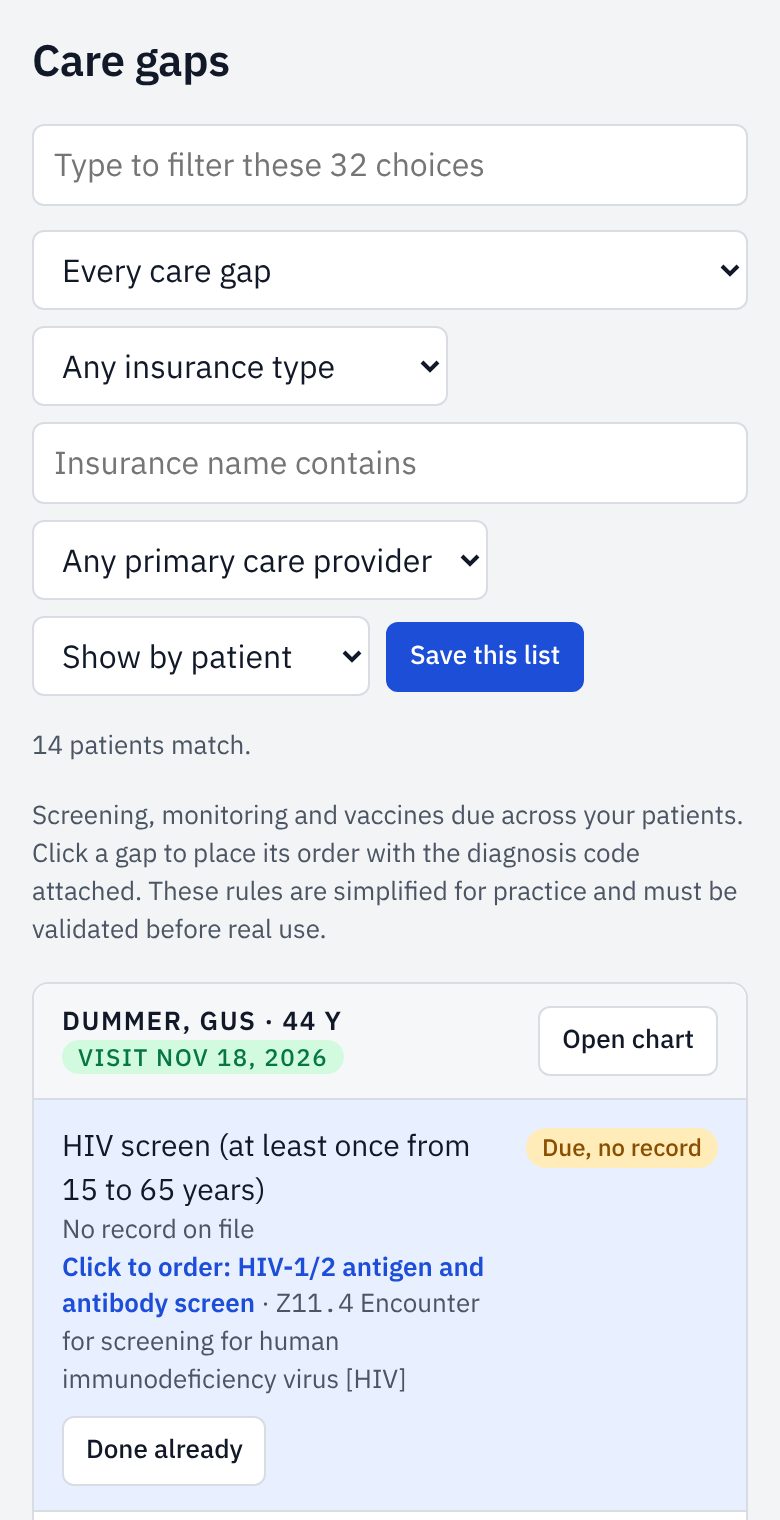 Care gaps
Type to filter these 32 choices
Every care gap
Any insurance type
Insurance name contains
Any primary care provider
Show by patient
Save this list
14 patients match.
Screening, monitoring and vaccines due across your patients.
Click a gap to place its order with the diagnosis code
attached. These rules are simplified for practice and must be
validated before real use.
DUMMER, GUS · 44 Y
VISIT NOV 18, 2026
Open chart
HIV screen (at least once from
15 to 65 years)
Due, no record
No record on file
Click to order: HIV-1/2 antigen and
antibody screen · Z11.4 Encounter
for screening for human
immunodeficiency virus [HIV]
Done already